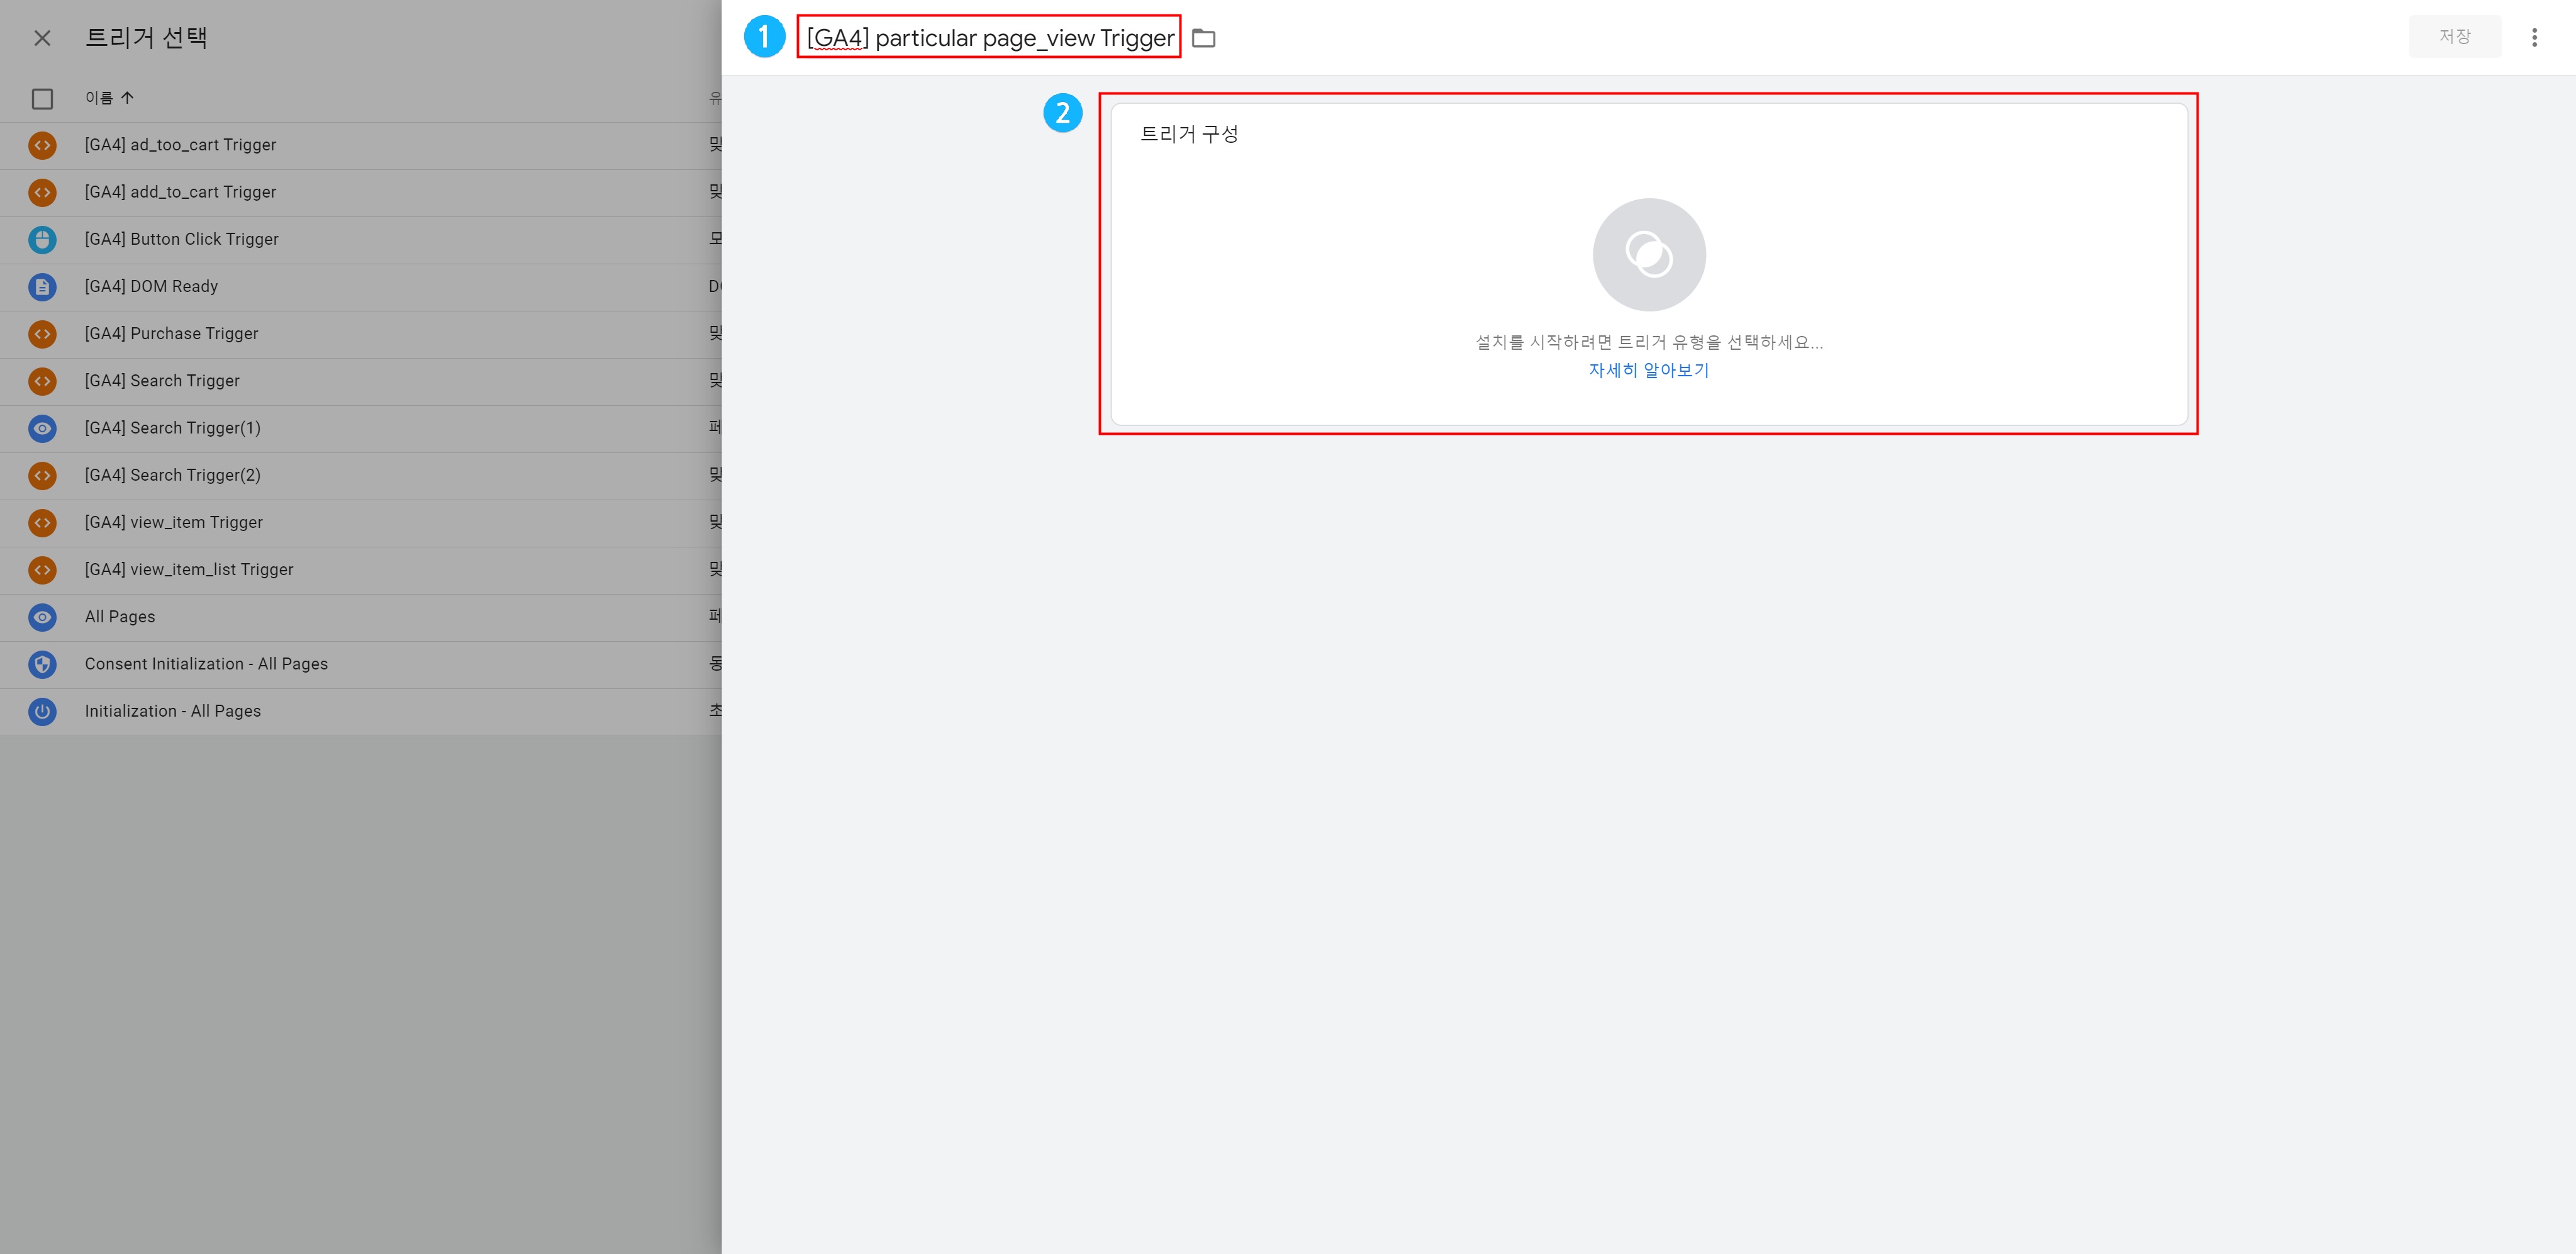 트리거 선택
이름
유
[GA4] ad_too_cart Trigger
맞
[GA4] add_to_cart Trigger
맞
[GA4] Button Click Trigger
모
[GA4] DOM Ready
[GA4] Purchase Trigger
맞
[GA4] Search Trigger
맞
[GA4] Search Trigger(1)
페
[GA4] Search Trigger(2)
맞
[GA4] view_item Trigger
맞
[GA4] view_item_list Trigger
맞
All Pages
페
Consent Initialization - All Pages
동
Initialization - All Pages
초
1 [GA4] particular page_view Trigger
저장
2
트리거 구성
설치를 시작하려면 트리거 유형을 선택하세요...
자세히 알아보기